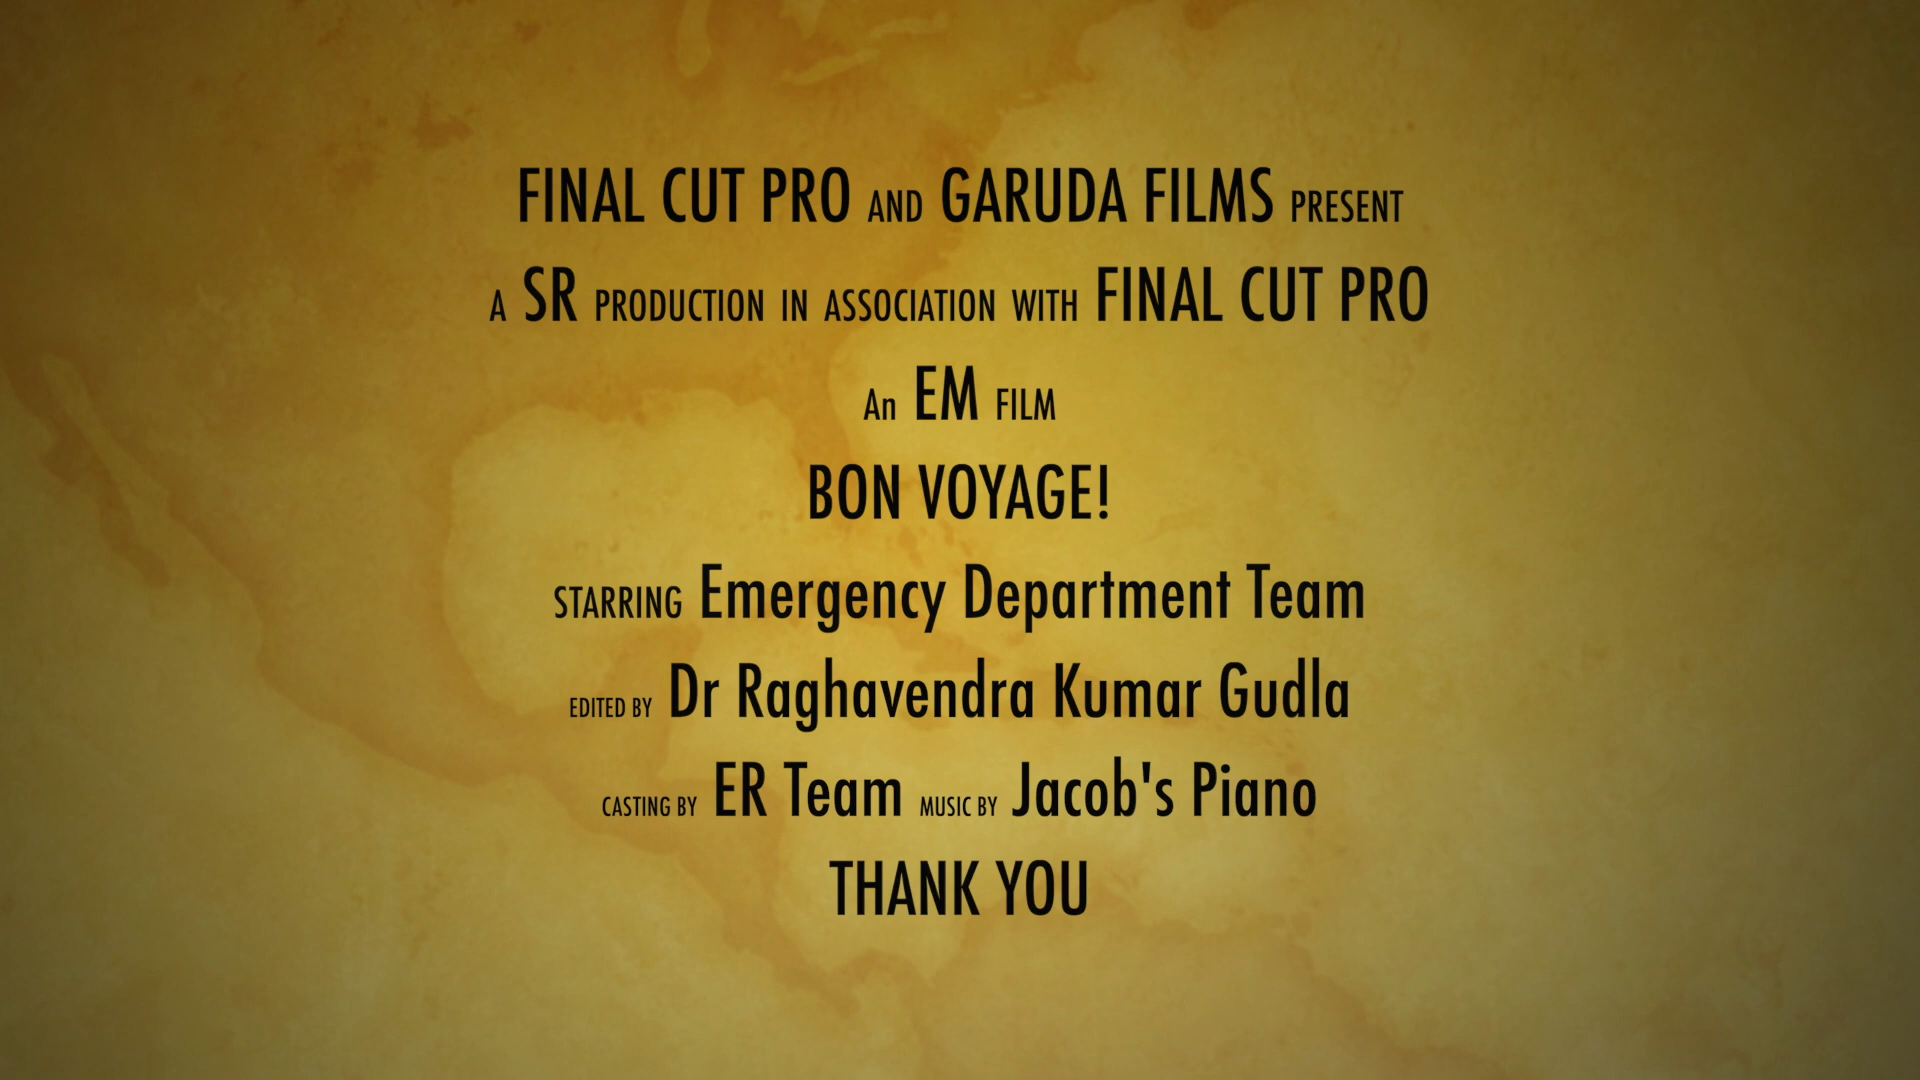 FINAL CUT PRO AND GARUDA FILMS PRESENT
A SR PRODUCTION IN ASSOCIATION WITH FINAL CUT PRO
An EM FILM
BON VOYAGE!
STARRING Emergency Department Team
EDITED BY Dr Raghavendra Kumar Gudla
CASTING BY ER Team MUSIC BY Jacob's Piano
THANK YOU